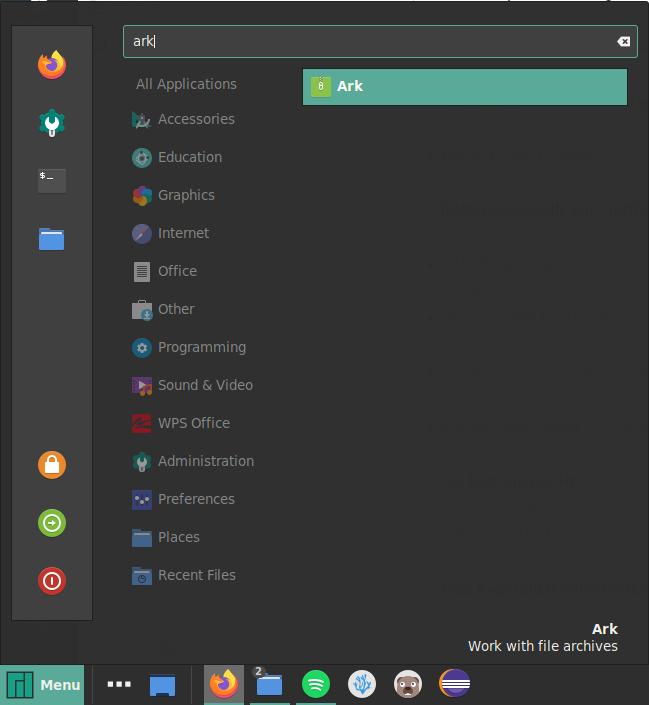 ark
All Applications
Ark
Accessories
Education
Graphics
Internet
Office
Other
Programming
Sound & Video
WPS Office
Administration
Preferences
Places
Recent Files
$_
Ark
Work with file archives
Menu
2